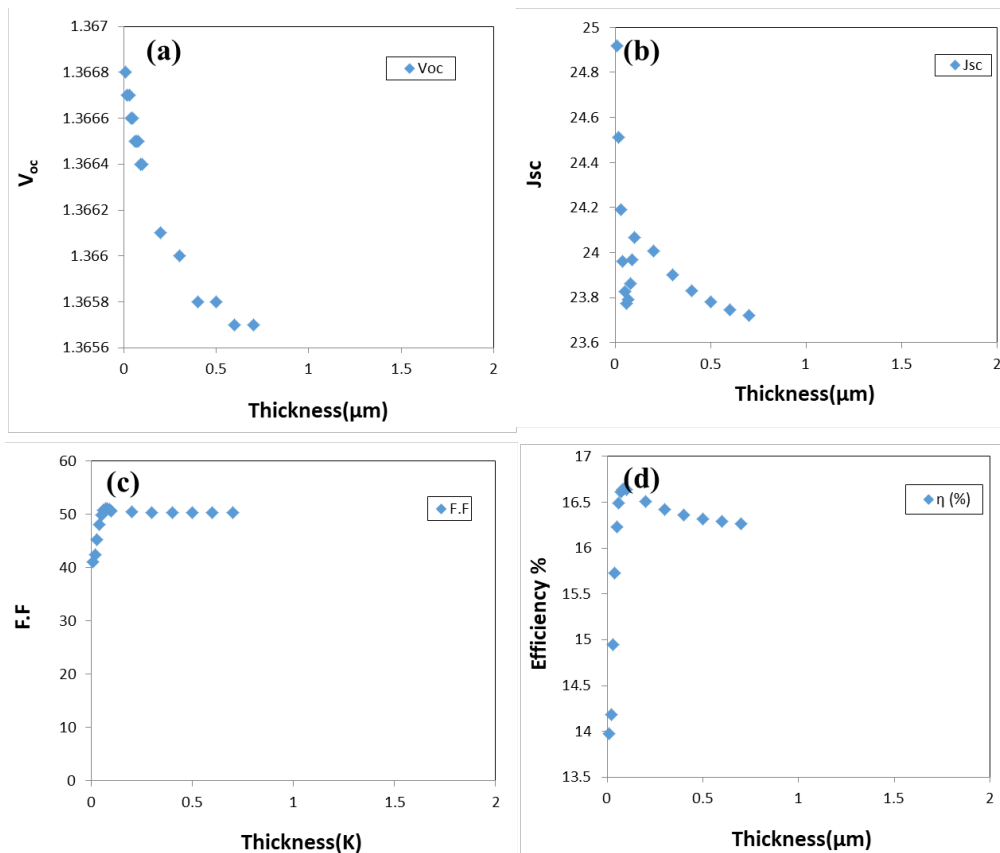 (a)
Voc
1.367
1.3668
1.3666
1.3664
1.3662
1.366
1.3658
1.3656
Voc
0 0.5 1 1.5 2
Thickness(μm)
(b)
Jsc
25
24.8
24.6
24.4
24.2
24
23.8
23.6
Jsc
0 0.5 1 1.5 2
Thickness(μm)
(c)
F.F
60
50
40
30
20
10
0
F.F
0 0.5 1 1.5 2
Thickness(K)
(d)
η (%)
17
16.5
16
15.5
15
14.5
14
13.5
Efficiency %
0 0.5 1 1.5 2
Thickness(μm)